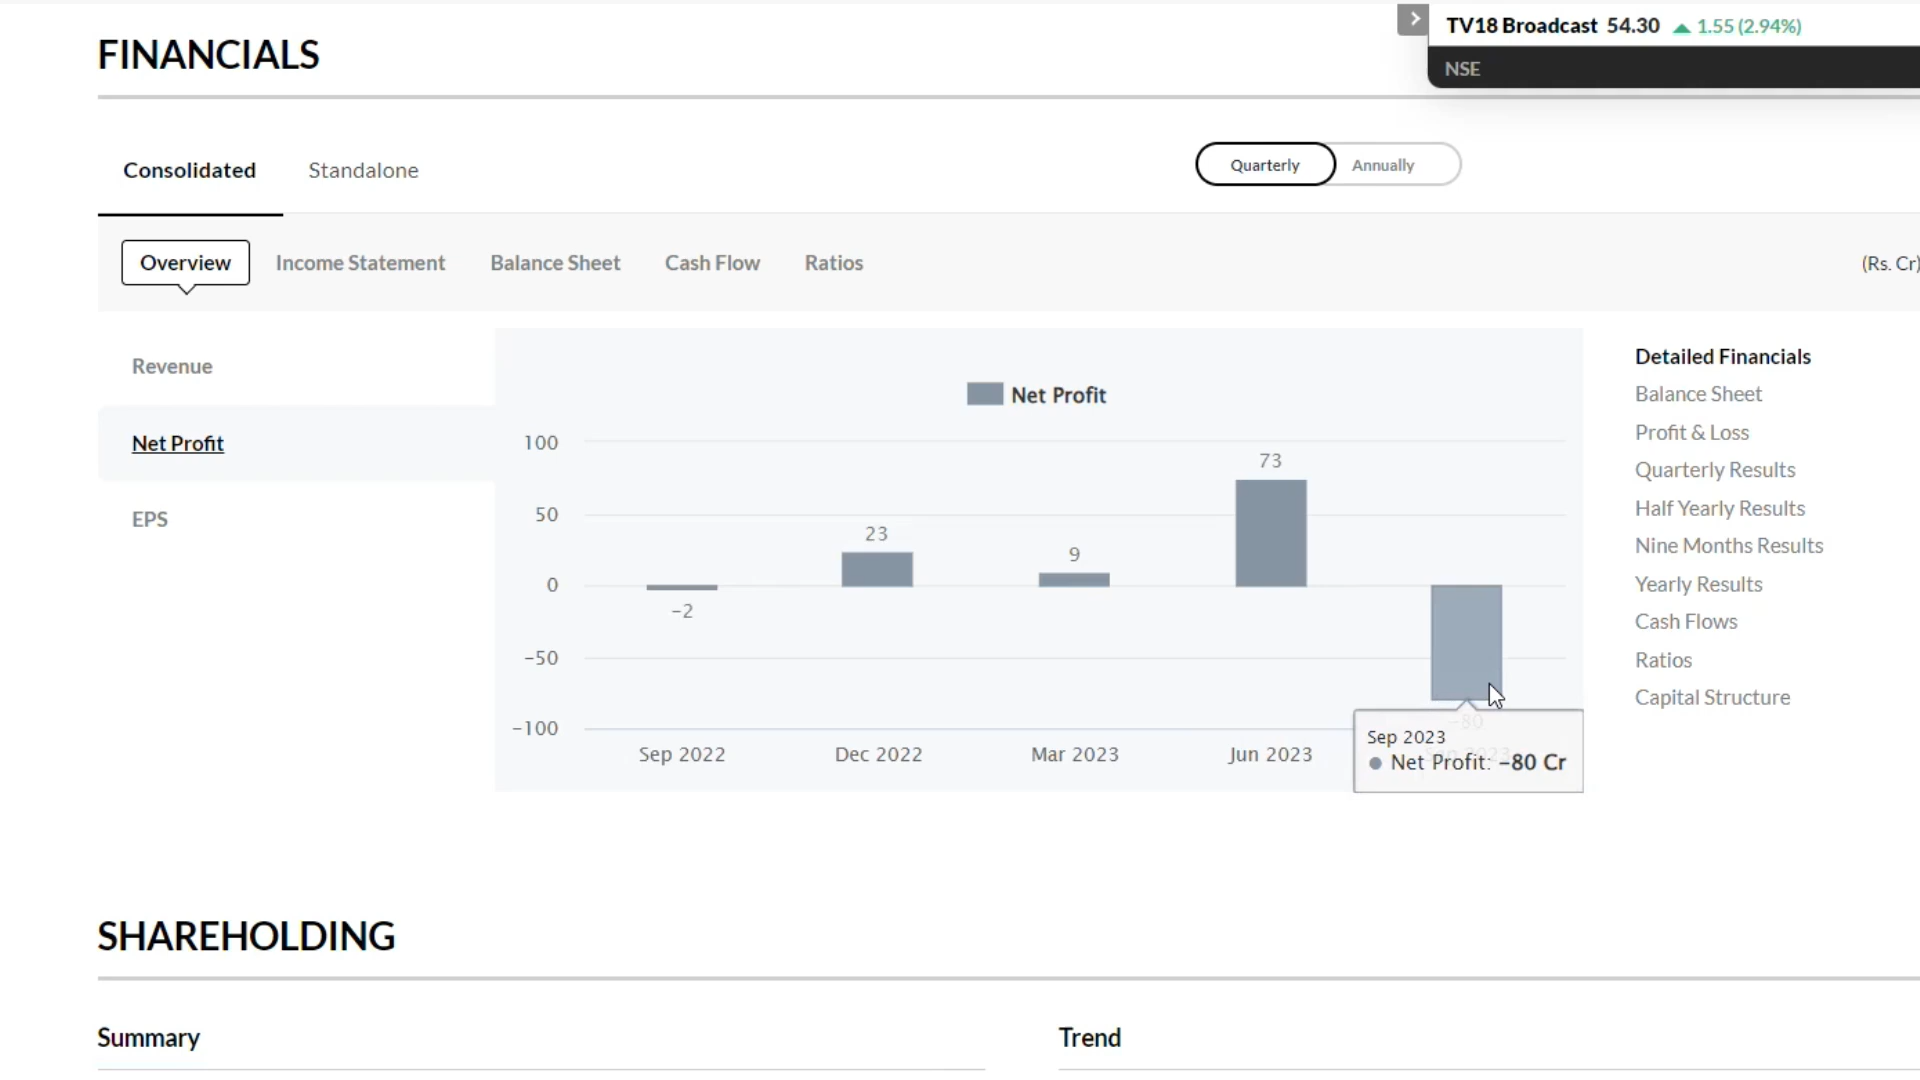 FINANCIALS
TV18 Broadcast 54.30 1.55 (2.94%)
NSE
Consolidated Standalone
Quarterly Annually
Overview Income Statement Balance Sheet Cash Flow Ratios (Rs. Cr)
Revenue
Net Profit
EPS
Net Profit
100
50
0
-50
-100
-2
23
9
73
-80
Sep 2022 Dec 2022 Mar 2023 Jun 2023 Sep 2023
Sep 2023
Net Profit: -80 Cr
Detailed Financials
Balance Sheet
Profit & Loss
Quarterly Results
Half Yearly Results
Nine Months Results
Yearly Results
Cash Flows
Ratios
Capital Structure
SHAREHOLDING
Summary Trend